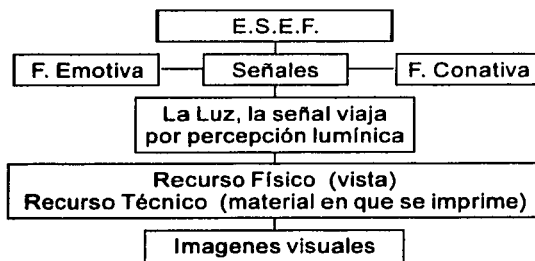 E.S.E.F.
F. Emotiva
Señales
F. Conativa
La Luz, la señal viaja
por percepción lumínica
Recurso Físico (vista)
Recurso Técnico (material en que se imprime)
Imagenes visuales